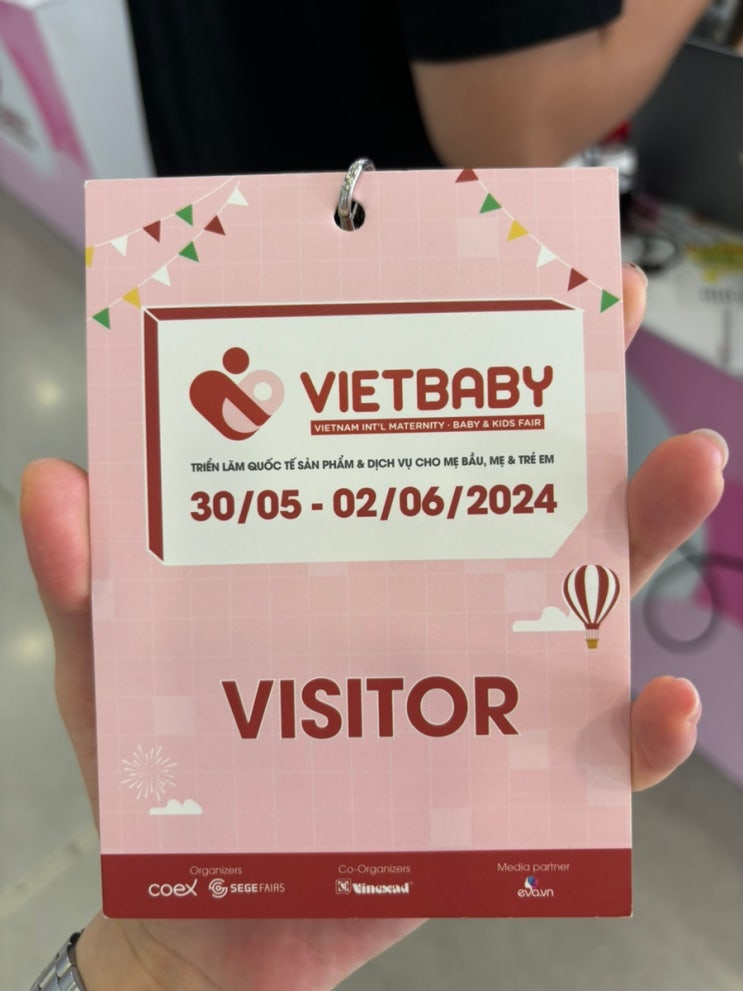 VIETBABY
VIETNAM INT'L MATERNITY · BABY & KIDS FAIR
TRIỂN LÃM QUỐC TẾ SẢN PHẨM & DỊCH VỤ CHO MẸ BẦU, MẸ & TRẺ EM
30/05 - 02/06/2024
VISITOR
Organizers
coex SEGEFAIRS
Co-Organizers
Vinexad
Media partner
eva.vn